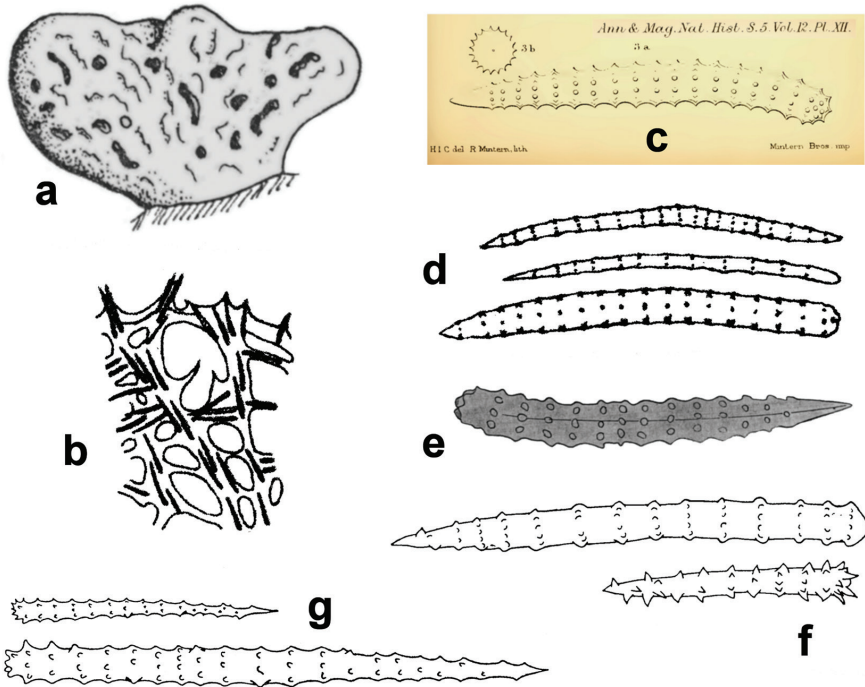 a
Ann & Mag. Nat. Hist. S. 5. Vol. 12. Pl. XII.
3 b
3 a
H I C del R Mintern. lith
Mintern Bros. imp
c
d
b
e
g
f